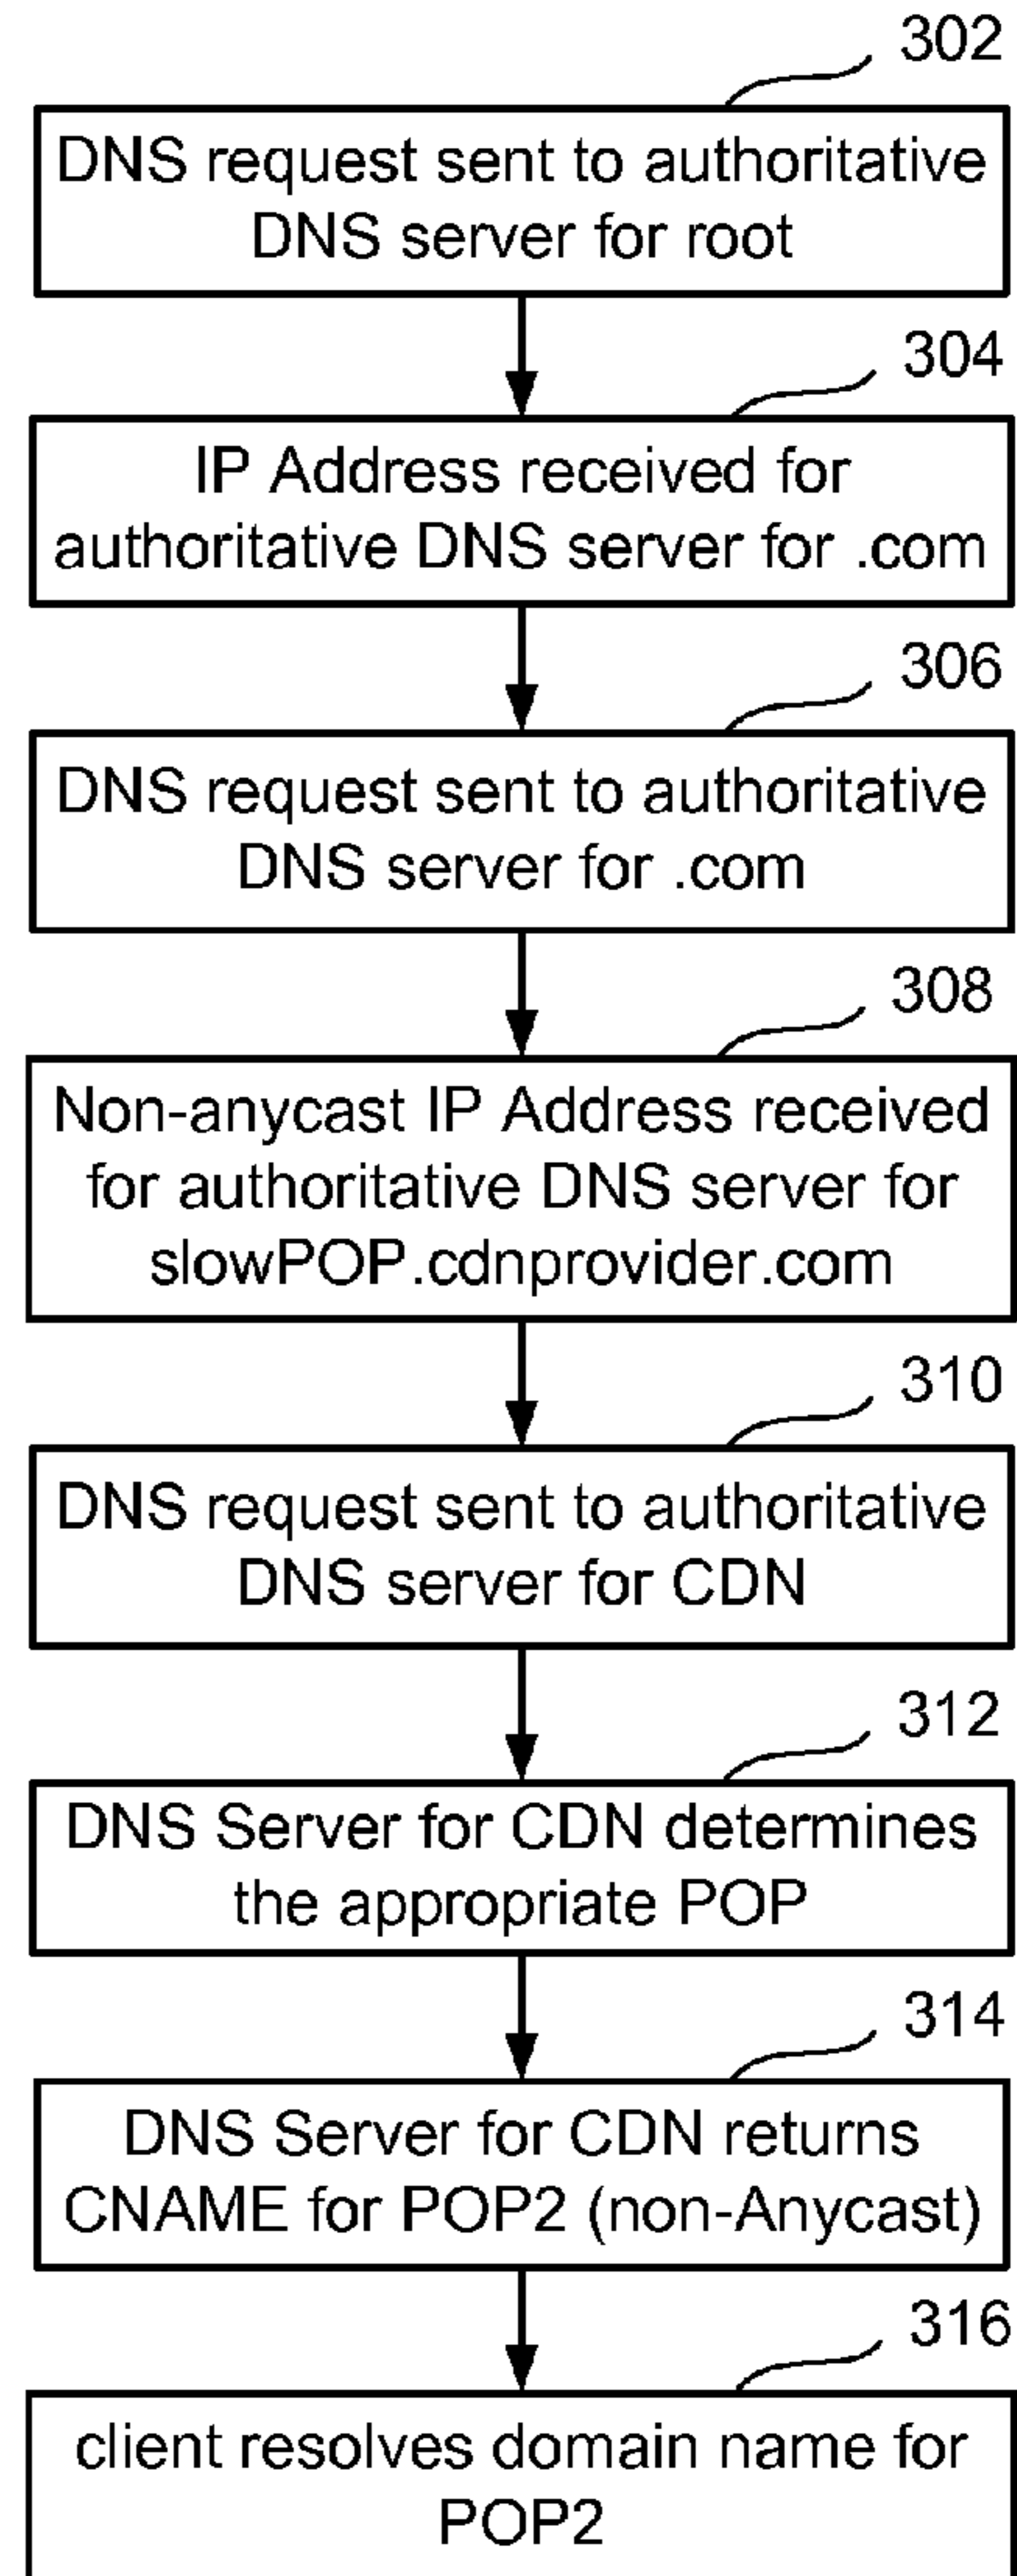 302
DNS request sent to authoritative
DNS server for root
304
IP Address received for
authoritative DNS server for .com
306
DNS request sent to authoritative
DNS server for .com
308
Non-anycast IP Address received
for authoritative DNS server for
slowPOP.cdnprovider.com
310
DNS request sent to authoritative
DNS server for CDN
312
DNS Server for CDN determines
the appropriate POP
314
DNS Server for CDN returns
CNAME for POP2 (non-Anycast)
316
client resolves domain name for
POP2